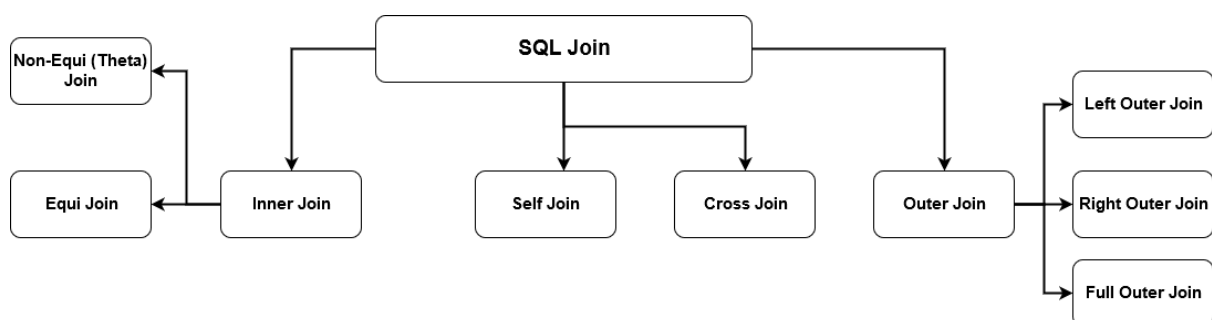 SQL Join
Non-Equi (Theta)
Join
Left Outer Join
Equi Join
Inner Join
Self Join
Cross Join
Outer Join
Right Outer Join
Full Outer Join